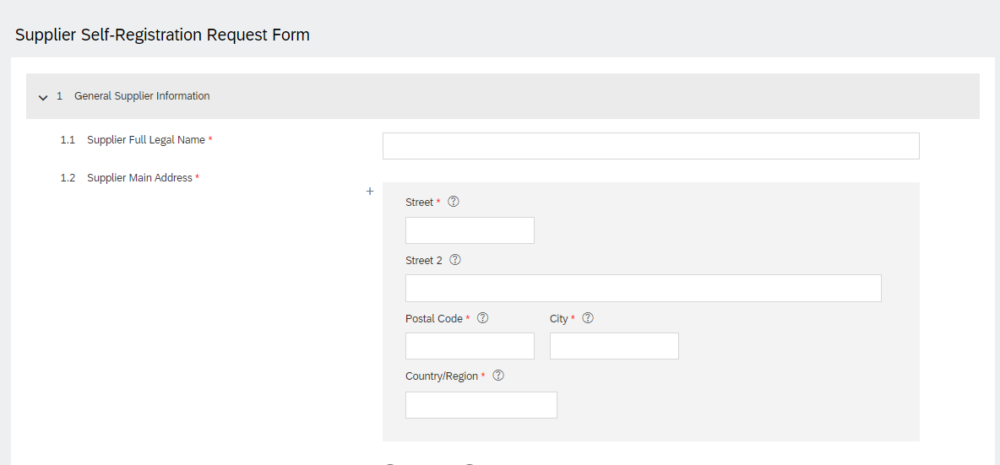 Supplier Self-Registration Request Form
1 General Supplier Information
1.1 Supplier Full Legal Name *
1.2 Supplier Main Address *
+
Street * ?
Street 2 ?
Postal Code * ? City * ?
Country/Region * ?